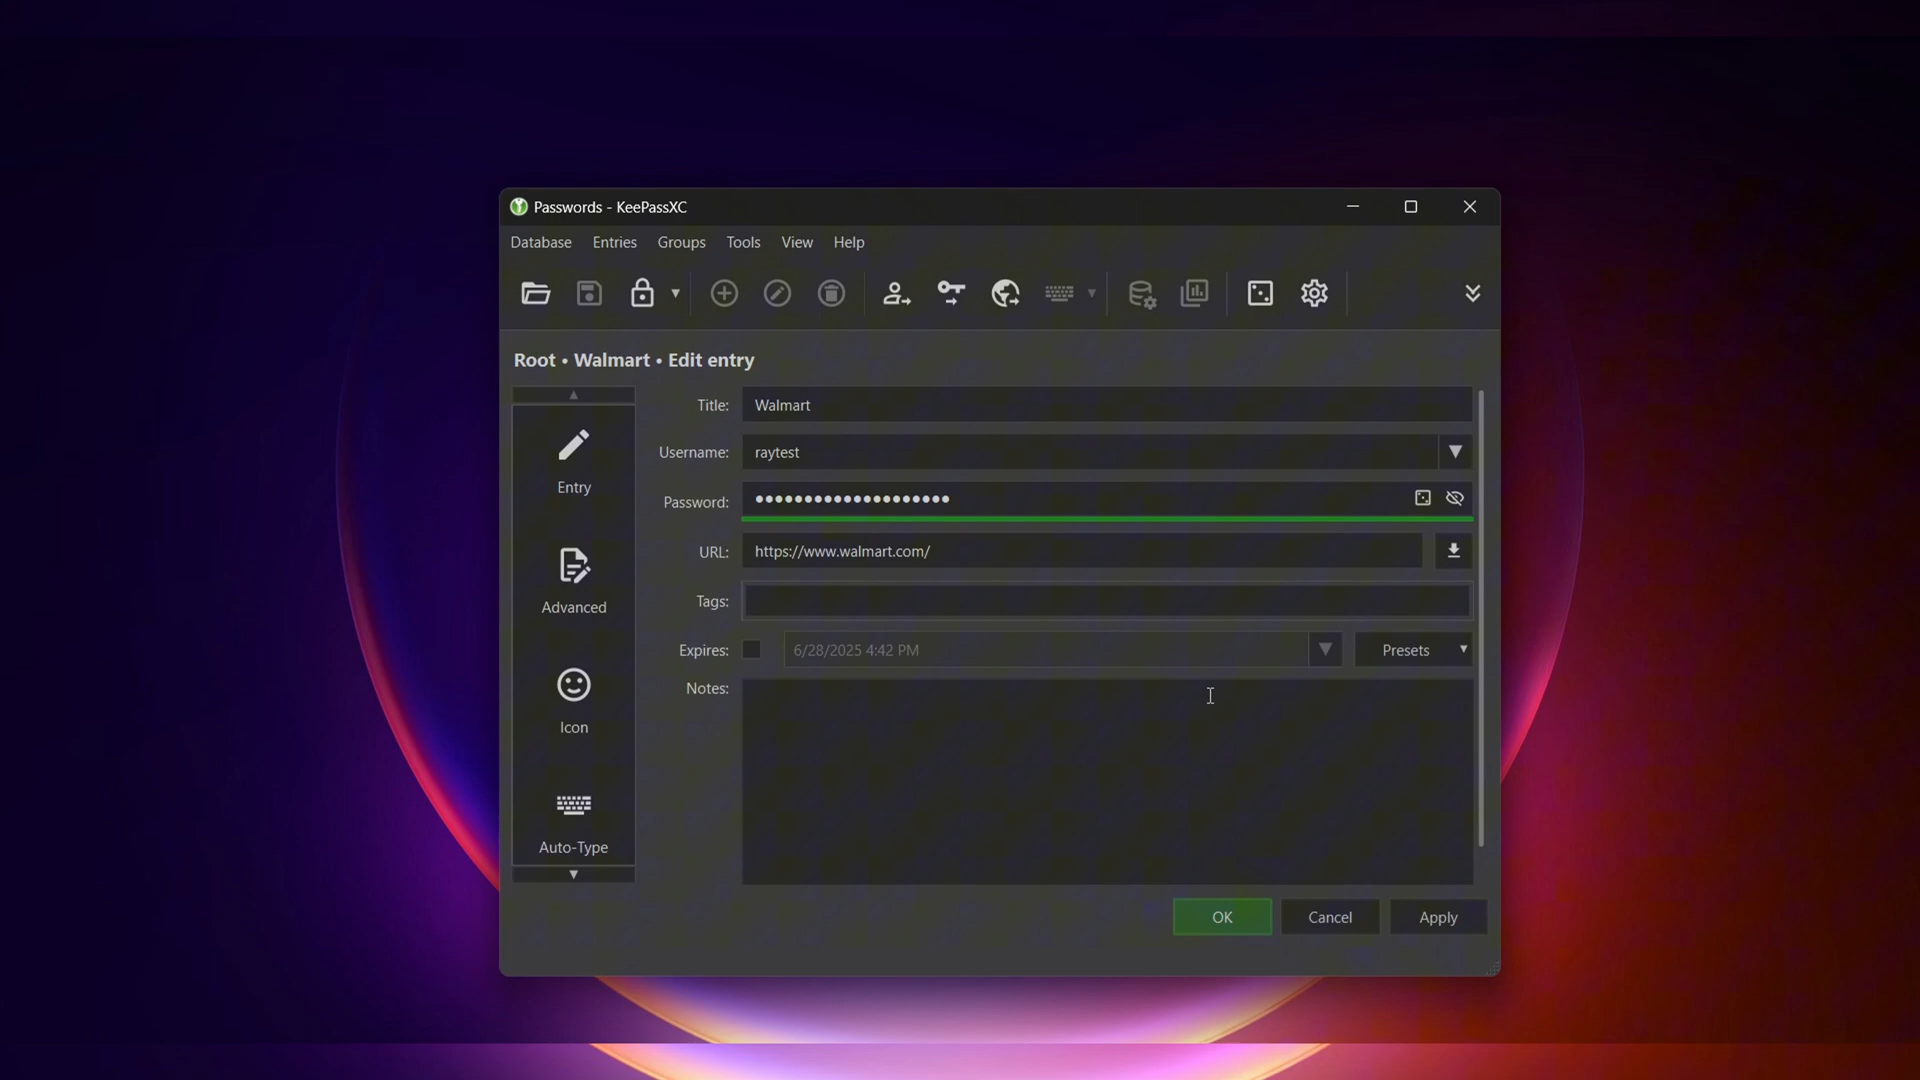 Passwords - KeePassXC
Database Entries Groups Tools View Help
Root • Walmart • Edit entry
Title: Walmart
Username: raytest
Password: ••••••••••••••••••••
URL: https://www.walmart.com/
Tags:
Expires: 6/28/2025 4:42 PM Presets
Notes:
Entry
Advanced
Icon
Auto-Type
OK Cancel Apply